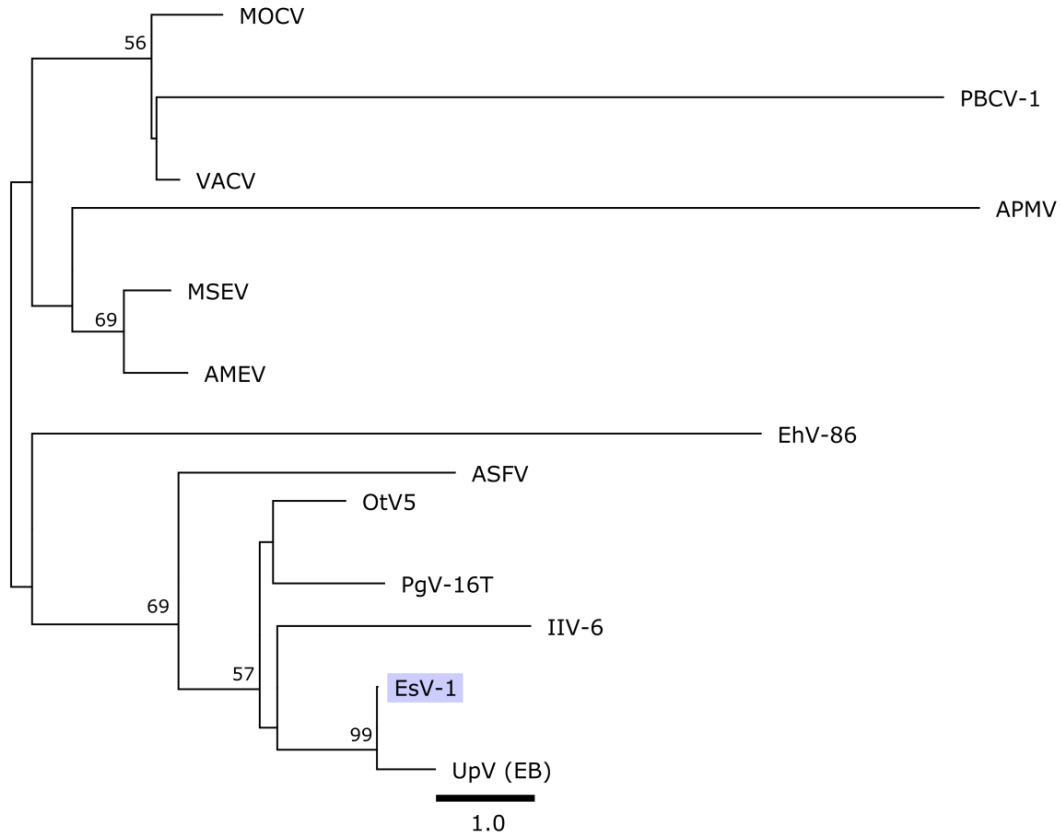 MOCV
56
PBCV-1
VACV
APMV
MSEV
69
AMEV
EhV-86
ASFV
OtV5
PgV-16T
69
IIV-6
57
EsV-1
99
UpV (EB)
1.0